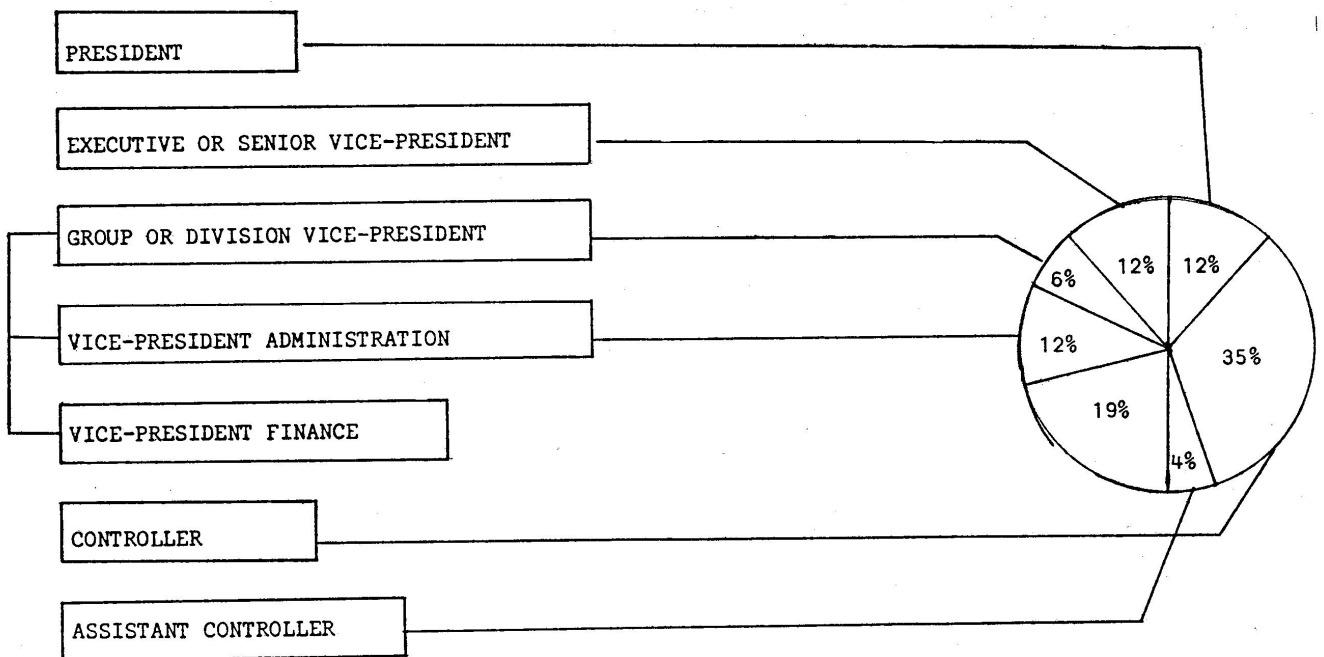 PRESIDENT
EXECUTIVE OR SENIOR VICE-PRESIDENT
GROUP OR DIVISION VICE-PRESIDENT
VICE-PRESIDENT ADMINISTRATION
VICE-PRESIDENT FINANCE
CONTROLLER
ASSISTANT CONTROLLER
12% 12%
6%
12% 35%
19%
4%